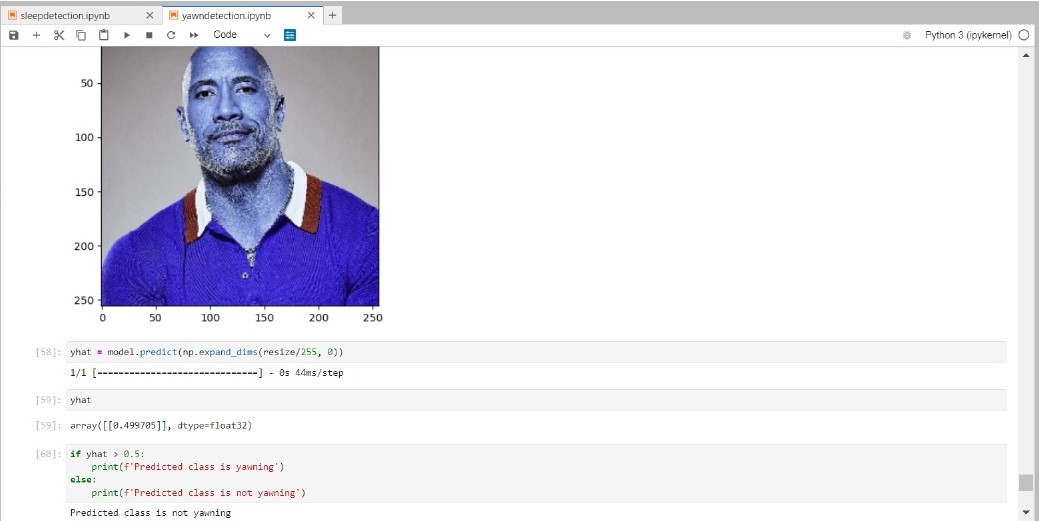 sleepdetection.ipynb
yawndetection.ipynb
Code
Python 3 (ipykernel)
50
100
150
200
250
0 50 100 150 200 250
[58]: yhat = model.predict(np.expand_dims(resize/255, 0))
1/1 [------------------------------] - 0s 44ms/step
[59]: yhat
[59]: array([[0.499705]], dtype=float32)
[60]: if yhat > 0.5:
print(f'Predicted class is yawning')
else:
print(f'Predicted class is not yawning')
Predicted class is not yawning